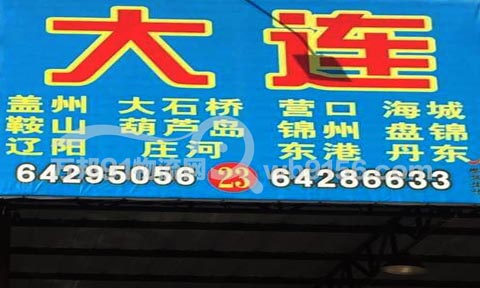 大连
盖州 大石桥 营口 海城
鞍山 葫芦岛 锦州 盘锦
辽阳 庄河 东港 丹东
64295056 23 64286633